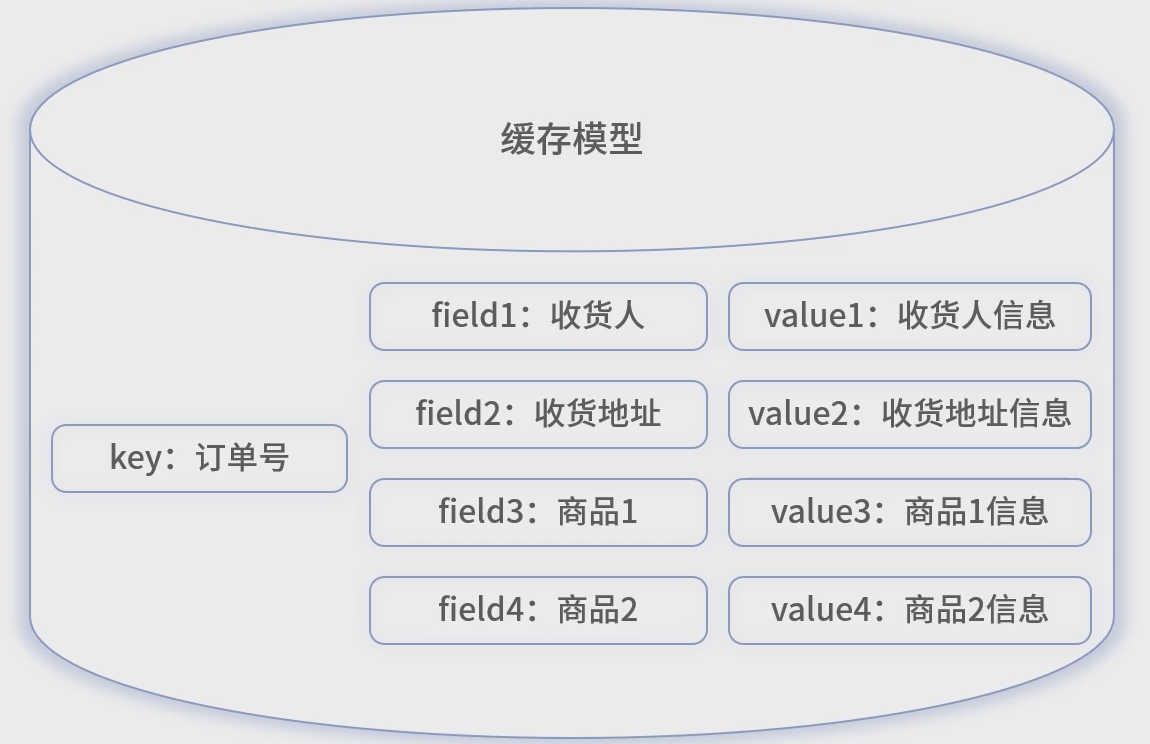 缓存模型
field1：收货人
value1：收货人信息
field2：收货地址
value2：收货地址信息
key：订单号
field3：商品1
value3：商品1信息
field4：商品2
value4：商品2信息